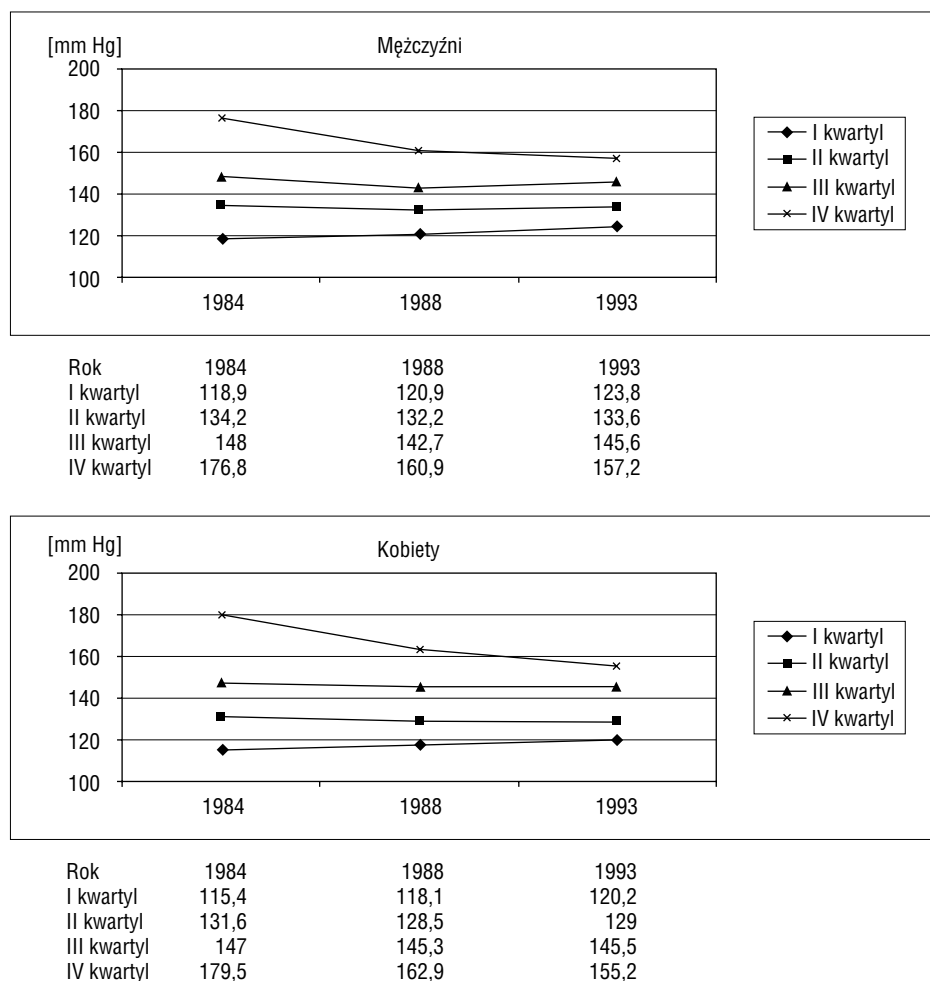 [mm Hg] Mężczyźni
200
180
160
140
120
100
1984 1988 1993
I kwartyl
II kwartyl
III kwartyl
IV kwartyl
Rok 1984 1988 1993
I kwartyl 118,9 120,9 123,8
II kwartyl 134,2 132,2 133,6
III kwartyl 148 142,7 145,6
IV kwartyl 176,8 160,9 157,2
[mm Hg] Kobiety
200
180
160
140
120
100
1984 1988 1993
I kwartyl
II kwartyl
III kwartyl
IV kwartyl
Rok 1984 1988 1993
I kwartyl 115,4 118,1 120,2
II kwartyl 131,6 128,5 129
III kwartyl 147 145,3 145,5
IV kwartyl 179,5 162,9 155,2